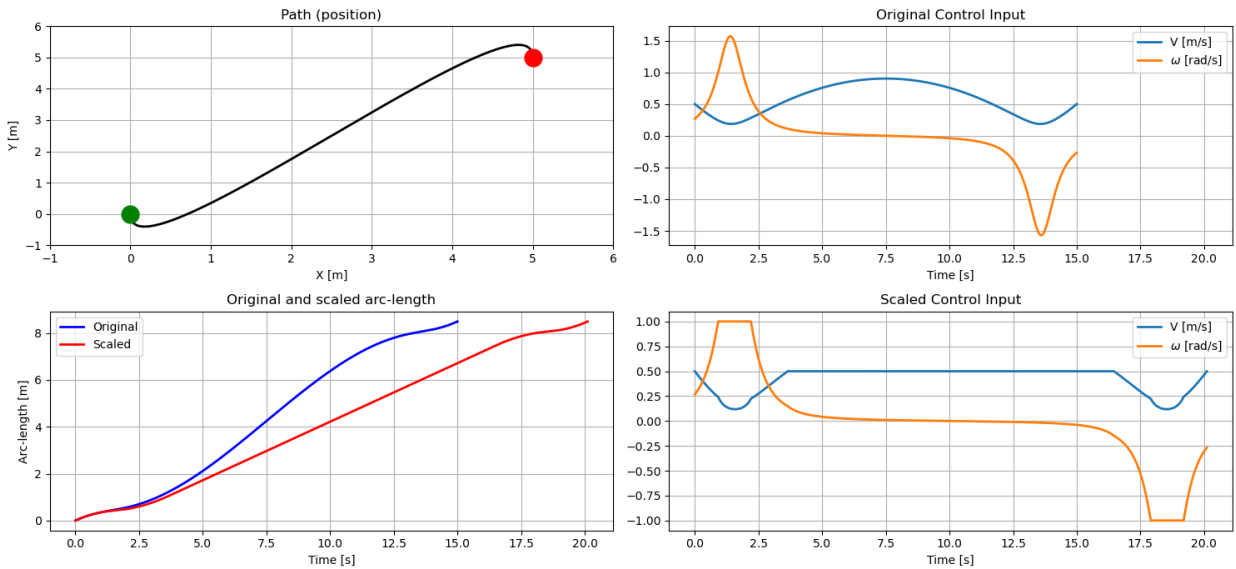 Path (position)
6
5
4
3
2
1
0
−1
−1 0 1 2 3 4 5 6
Y [m]
X [m]
Original Control Input
V [m/s]
ω [rad/s]
1.5
1.0
0.5
0.0
−0.5
−1.0
−1.5
0.0 2.5 5.0 7.5 10.0 12.5 15.0 17.5 20.0
Time [s]
Original and scaled arc-length
Original
Scaled
8
6
4
2
0
0.0 2.5 5.0 7.5 10.0 12.5 15.0 17.5 20.0
Arc-length [m]
Time [s]
Scaled Control Input
V [m/s]
ω [rad/s]
1.00
0.75
0.50
0.25
0.00
−0.25
−0.50
−0.75
−1.00
0.0 2.5 5.0 7.5 10.0 12.5 15.0 17.5 20.0
Time [s]